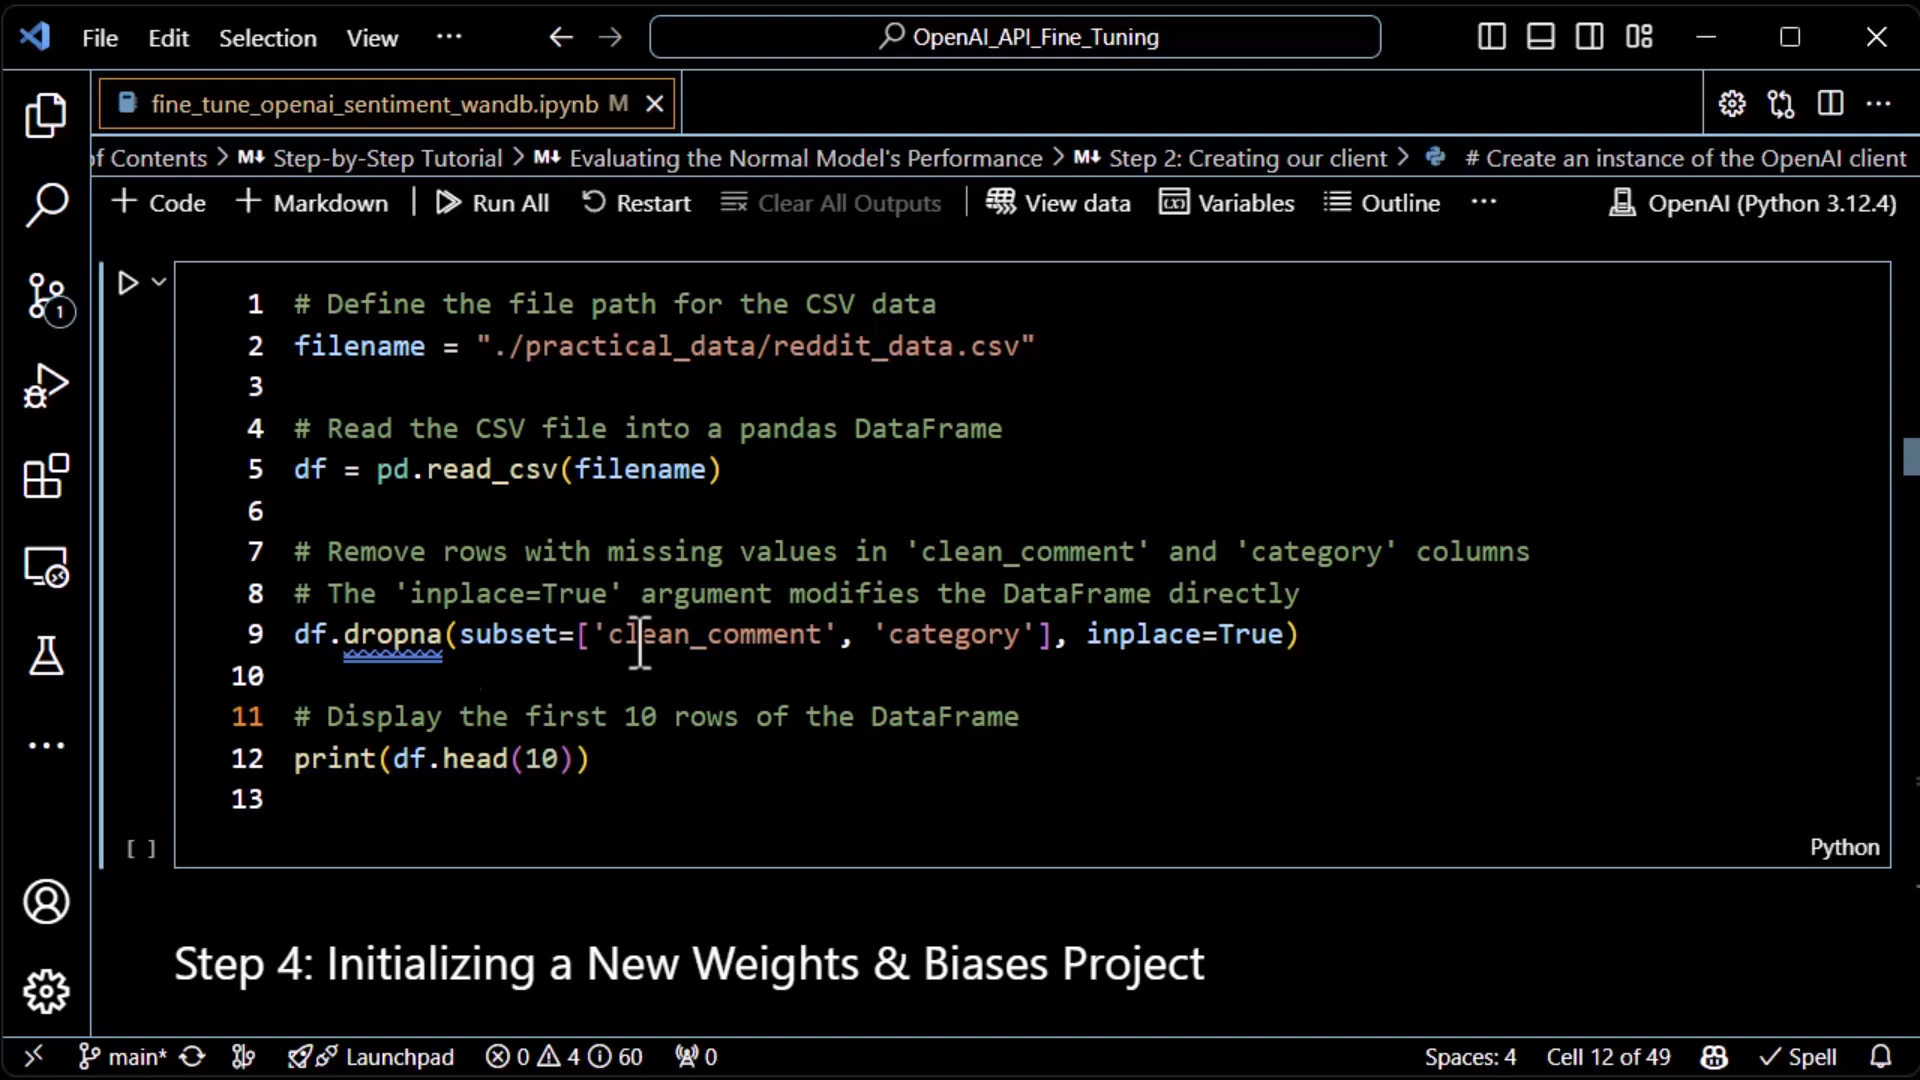 File Edit Selection View ··· OpenAI_API_Fine_Tuning
fine_tune_openai_sentiment_wandb.ipynb M
of Contents > M↓ Step-by-Step Tutorial > M↓ Evaluating the Normal Model's Performance > M↓ Step 2: Creating our client > # Create an instance of the OpenAI client
+ Code + Markdown | Run All Restart Clear All Outputs | View data Variables Outline ··· OpenAI (Python 3.12.4)
1 # Define the file path for the CSV data
2 filename = "./practical_data/reddit_data.csv"
3
4 # Read the CSV file into a pandas DataFrame
5 df = pd.read_csv(filename)
6
7 # Remove rows with missing values in 'clean_comment' and 'category' columns
8 # The 'inplace=True' argument modifies the DataFrame directly
9 df.dropna(subset=['clean_comment', 'category'], inplace=True)
10
11 # Display the first 10 rows of the DataFrame
12 print(df.head(10))
13
[ ] Python
Step 4: Initializing a New Weights & Biases Project
1
main* Launchpad 0 4 60 0 Spaces: 4 Cell 12 of 49 Spell